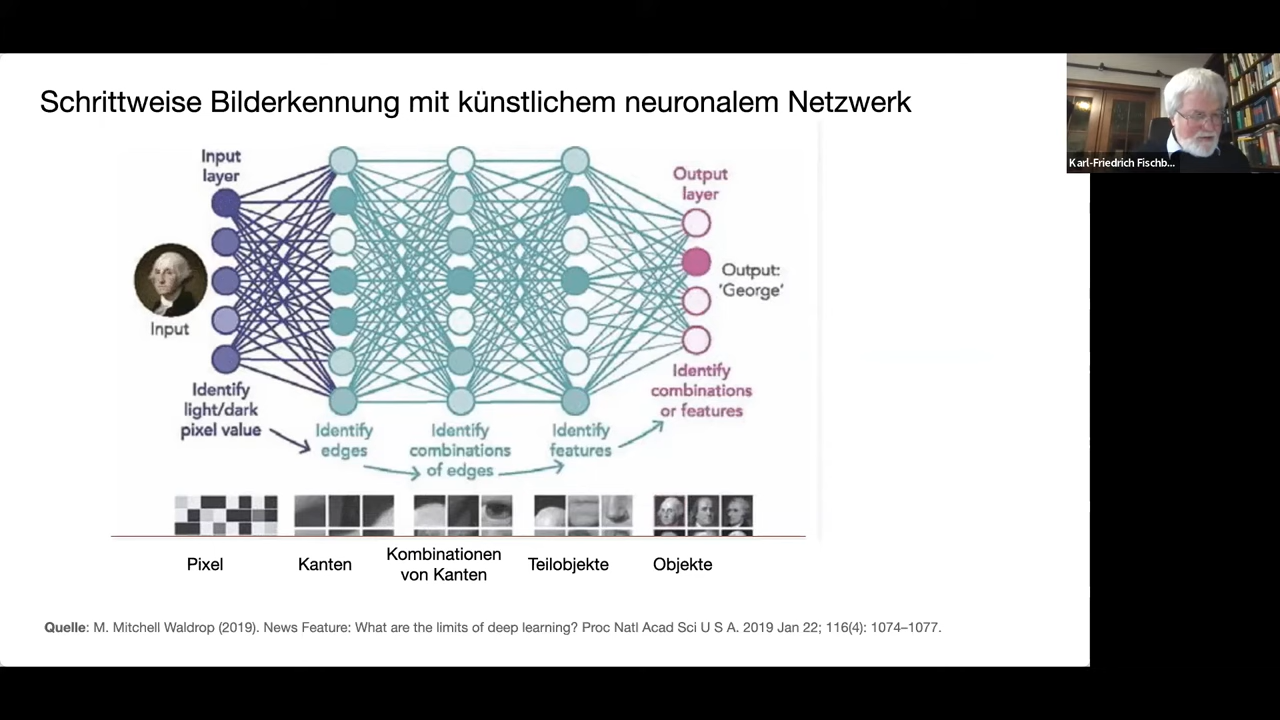 Schrittweise Bilderkennung mit künstlichem neuronalem Netzwerk
Karl-Friedrich Fischb...
Input
layer
Output
layer
Input
Output:
'George'
Identify
light/dark
pixel value
Identify
edges
Identify
combinations
of edges
Identify
features
Identify
combinations
or features
Pixel
Kanten
Kombinationen
von Kanten
Teilobjekte
Objekte
Quelle: M. Mitchell Waldrop (2019). News Feature: What are the limits of deep learning? Proc Natl Acad Sci U S A. 2019 Jan 22; 116(4): 1074–1077.